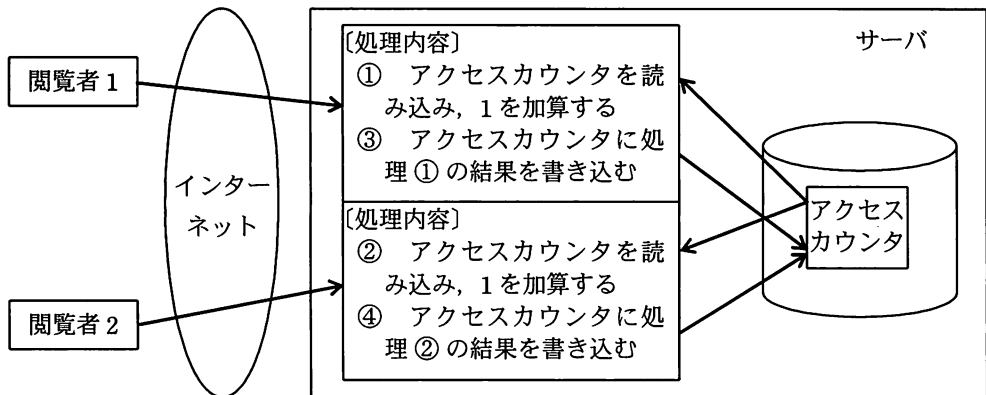 サーバ
〔処理内容〕
① アクセスカウンタを読
み込み，1を加算する
③ アクセスカウンタに処
理①の結果を書き込む
〔処理内容〕
② アクセスカウンタを読
み込み，1を加算する
④ アクセスカウンタに処
理②の結果を書き込む
閲覧者1
閲覧者2
インター
ネット
アクセス
カウンタ